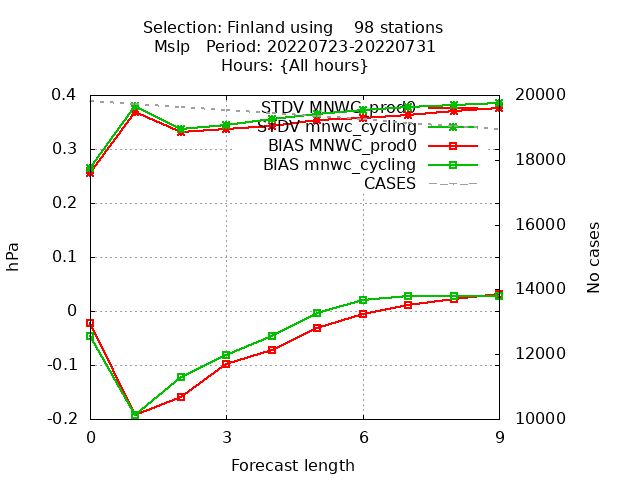 Selection: Finland using    98 stations
Mslp   Period: 20220723-20220731
Hours: {All hours}
0.4
0.3
0.2
0.1
0
-0.1
-0.2
hPa
STDV MNWC_prod0
STDV mnwc_cycling
BIAS MNWC_prod0
BIAS mnwc_cycling
CASES
20000
18000
16000
14000
12000
10000
No cases
0
3
6
9
Forecast length